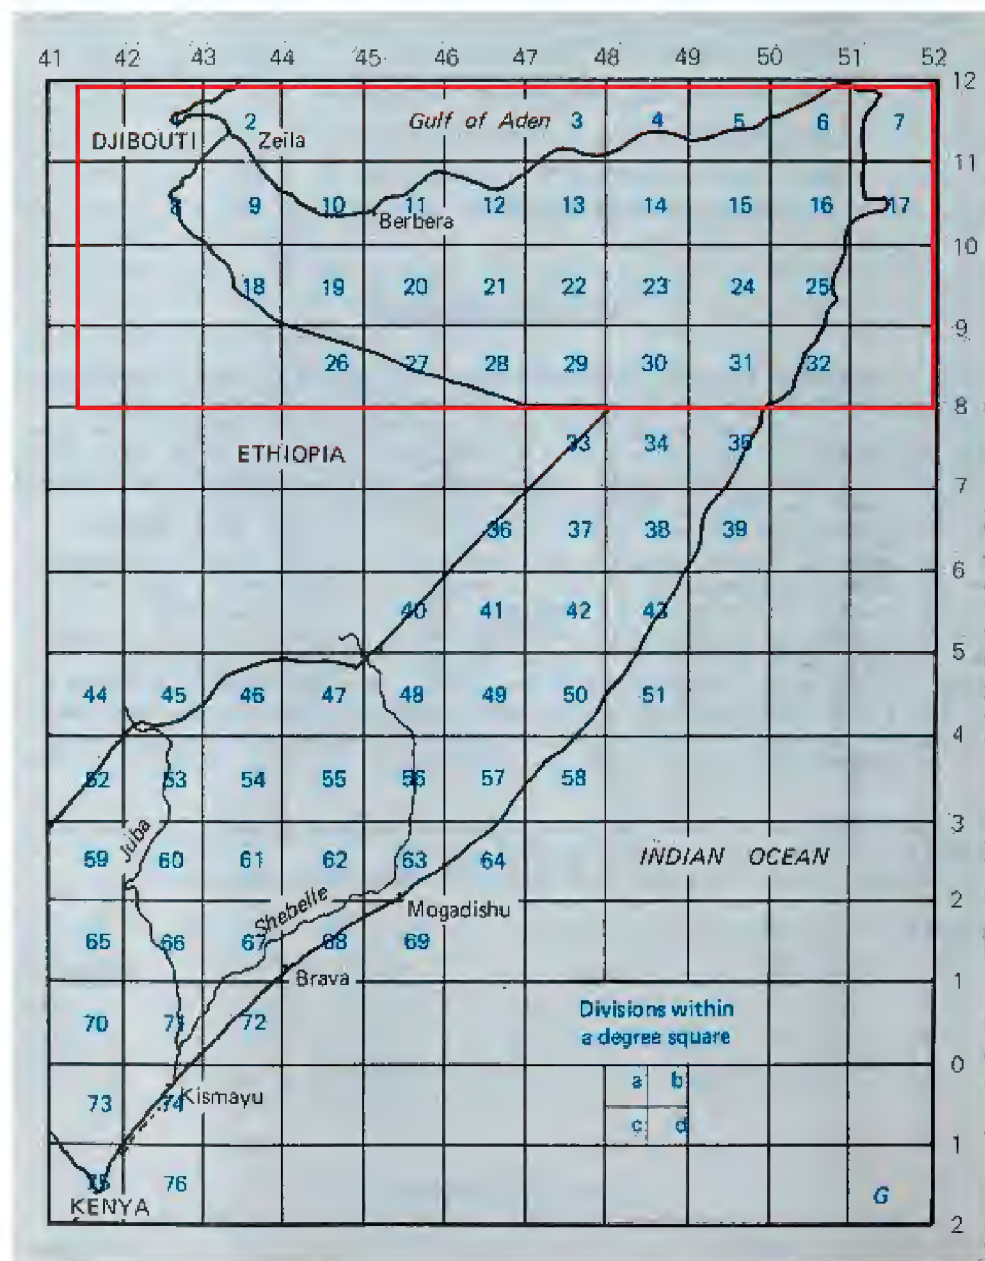 41 42 43 44 45 46 47 48 49 50 51 52
12
2 Gulf of Aden 3 4 5 6 7
DJIBOUTI Zeila
11
8 9 10 11 12 13 14 15 16 17
Berbera
10
18 19 20 21 22 23 24 25
9
26 27 28 29 30 31 32
8
33 34 35
ETHIOPIA
7
36 37 38 39
6
40 41 42 43
5
44 45 46 47 48 49 50 51
4
52 53 54 55 56 57 58
3
Juba
59 60 61 62 63 64 INDIAN OCEAN
2
Shebelle
Mogadishu
65 66 67 68 69
Brava
1
70 71 72
Divisions within
a degree square
0
a b
Kismayu
73 74
c d
1
75 76
G
KENYA
2